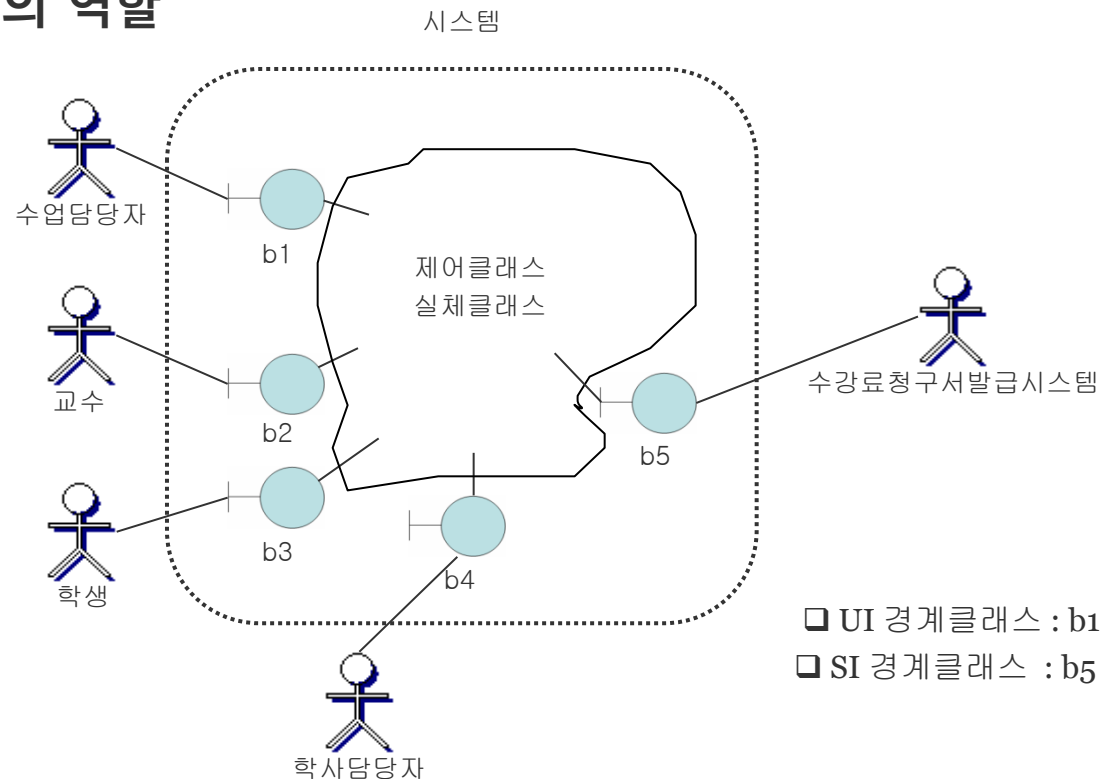 의 역할
시스템
수업담당자
b1
제어클래스
실체클래스
교수
b2
수강료청구서발급시스템
b5
b3
학생
b4
❑ UI 경계클래스 : b1
❑ SI 경계클래스 : b5
학사담당자